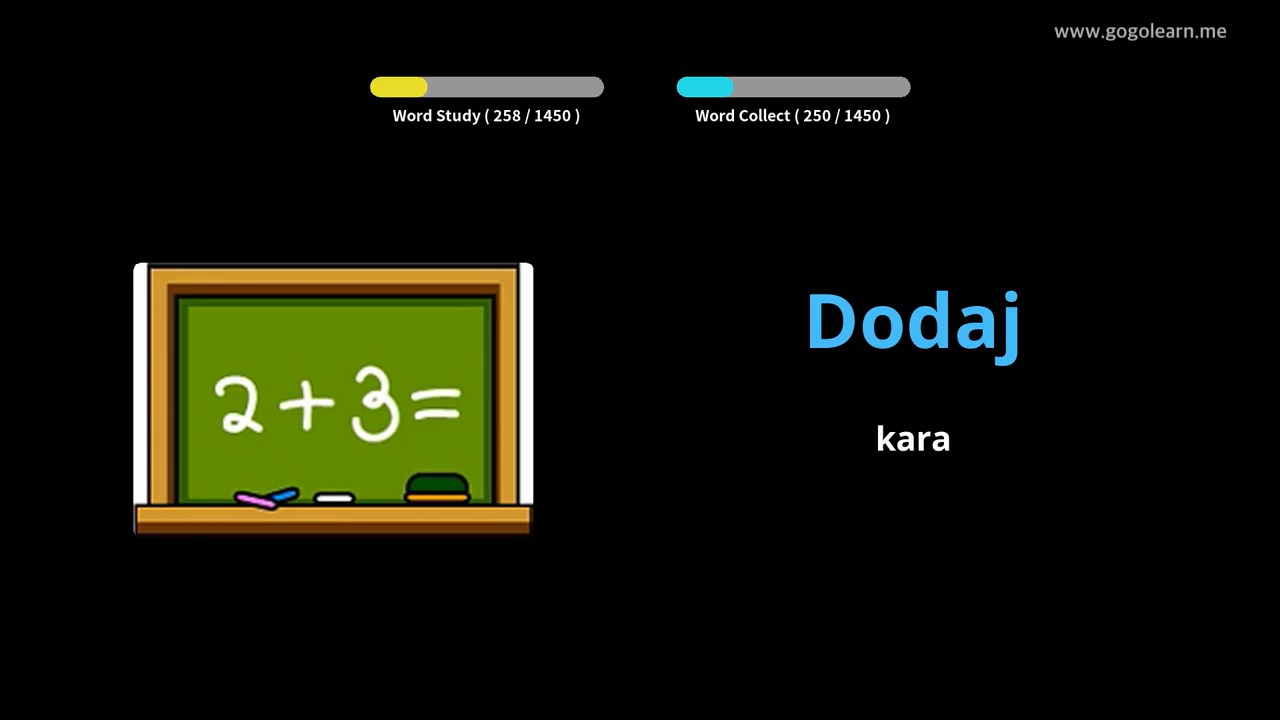 www.gogolearn.me
Word Study ( 258 / 1450 )
Word Collect ( 250 / 1450 )
2 + 3 =
Dodaj
kara